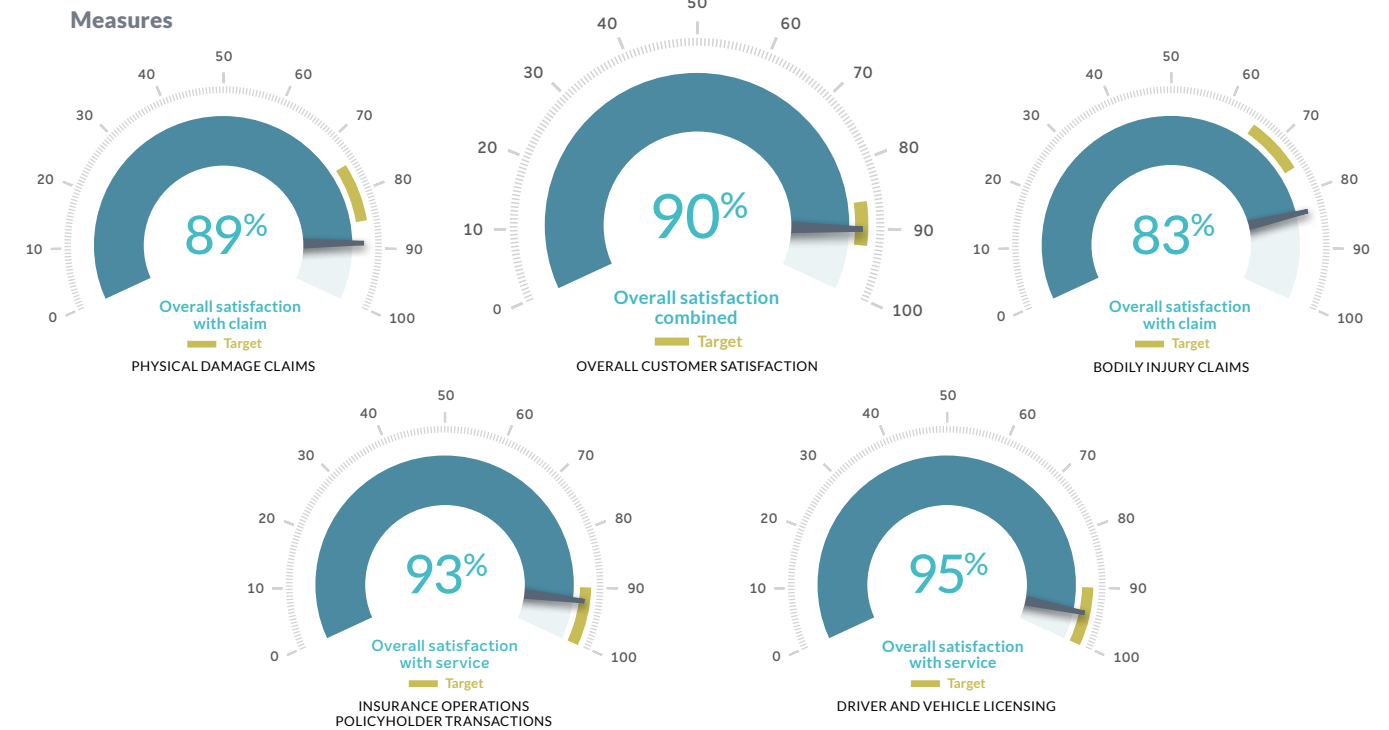 Measures
0
10
20
30
40
50
60
70
80
90
100
89%
Overall satisfaction
with claim
Target
PHYSICAL DAMAGE CLAIMS
0
10
20
30
40
50
60
70
80
90
100
90%
Overall satisfaction
combined
Target
OVERALL CUSTOMER SATISFACTION
0
10
20
30
40
50
60
70
80
90
100
83%
Overall satisfaction
with claim
Target
BODILY INJURY CLAIMS
0
10
20
30
40
50
60
70
80
90
100
93%
Overall satisfaction
with service
Target
INSURANCE OPERATIONS
POLICYHOLDER TRANSACTIONS
0
10
20
30
40
50
60
70
80
90
100
95%
Overall satisfaction
with service
Target
DRIVER AND VEHICLE LICENSING